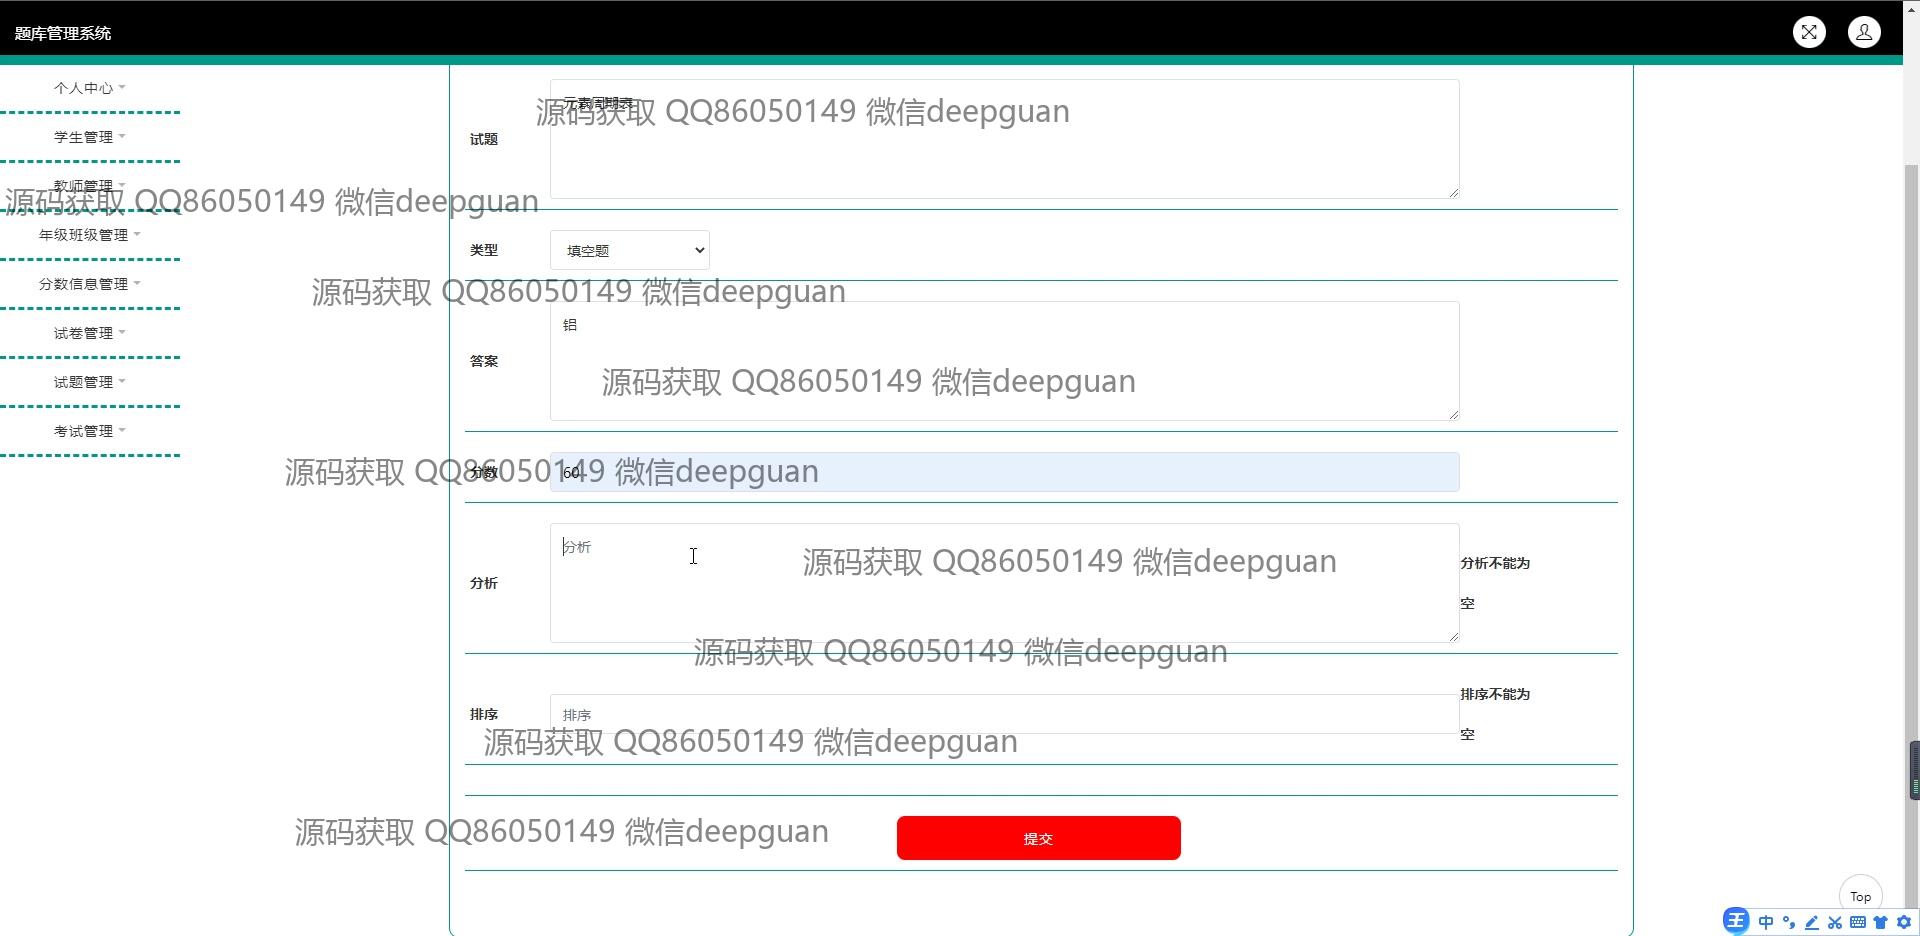 题库管理系统
个人中心
学生管理
教师管理
年级班级管理
分数信息管理
试卷管理
试题管理
考试管理
试题
元素周期表
类型
填空题
答案
铝
分数
60
分析
分析
分析不能为
空
排序
排序
排序不能为
空
提交
Top
王 中
源码获取 QQ86050149 微信deepguan
源码获取 QQ86050149 微信deepguan
源码获取 QQ86050149 微信deepguan
源码获取 QQ86050149 微信deepguan
源码获取 QQ86050149 微信deepguan
源码获取 QQ86050149 微信deepguan
源码获取 QQ86050149 微信deepguan
源码获取 QQ86050149 微信deepguan
源码获取 QQ86050149 微信deepguan